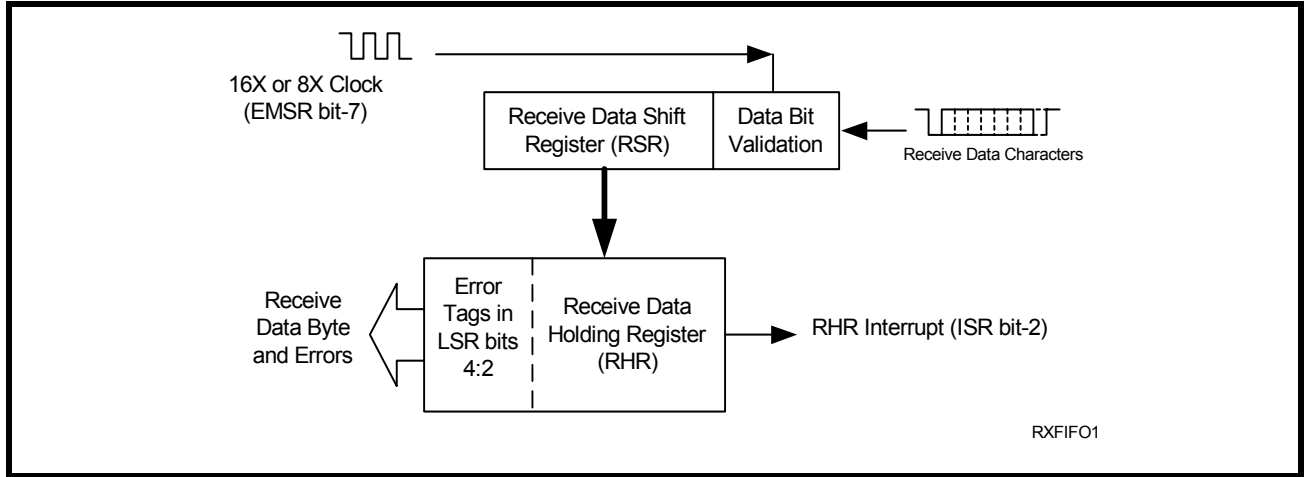 16X or 8X Clock
(EMSR bit-7)
Receive Data Shift
Register (RSR)
Data Bit
Validation
Receive Data Characters
Receive
Data Byte
and Errors
Error
Tags in
LSR bits
4:2
Receive Data
Holding Register
(RHR)
RHR Interrupt (ISR bit-2)
RXFIFO1